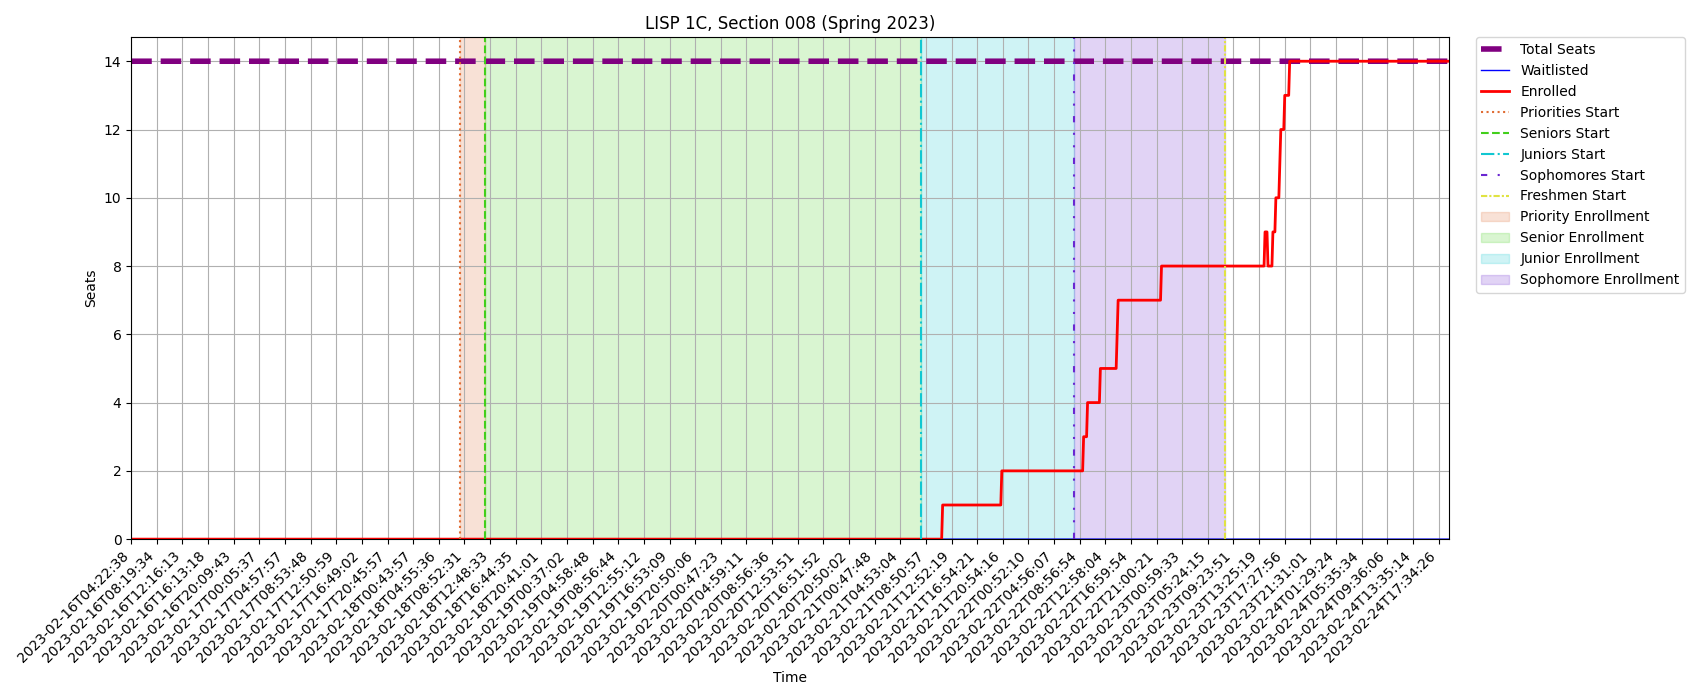 LISP 1C, Section 008 (Spring 2023)
Total Seats
Waitlisted
Enrolled
Priorities Start
Seniors Start
Juniors Start
Sophomores Start
Freshmen Start
Priority Enrollment
Senior Enrollment
Junior Enrollment
Sophomore Enrollment
Seats
14
12
10
8
6
4
2
0
2023-02-16T04:22:38
2023-02-16T08:19:34
2023-02-16T12:16:13
2023-02-16T16:13:18
2023-02-16T20:09:43
2023-02-17T00:05:37
2023-02-17T04:57:57
2023-02-17T08:53:48
2023-02-17T12:50:59
2023-02-17T16:49:02
2023-02-17T20:45:57
2023-02-18T00:43:57
2023-02-18T04:55:36
2023-02-18T08:52:31
2023-02-18T12:48:33
2023-02-18T16:44:35
2023-02-18T20:41:01
2023-02-19T00:37:02
2023-02-19T04:58:48
2023-02-19T08:56:44
2023-02-19T12:55:12
2023-02-19T16:53:09
2023-02-19T20:50:06
2023-02-20T00:47:23
2023-02-20T04:59:11
2023-02-20T08:56:36
2023-02-20T12:53:51
2023-02-20T16:51:52
2023-02-20T20:50:02
2023-02-21T00:47:48
2023-02-21T04:53:04
2023-02-21T08:50:57
2023-02-21T12:52:19
2023-02-21T16:54:21
2023-02-21T20:54:16
2023-02-22T00:52:10
2023-02-22T04:56:07
2023-02-22T08:56:54
2023-02-22T12:58:04
2023-02-22T16:59:54
2023-02-22T21:00:21
2023-02-23T00:59:33
2023-02-23T05:24:15
2023-02-23T09:23:51
2023-02-23T13:25:19
2023-02-23T17:27:56
2023-02-23T21:31:01
2023-02-24T01:29:24
2023-02-24T05:35:34
2023-02-24T09:36:06
2023-02-24T13:35:14
2023-02-24T17:34:26
Time